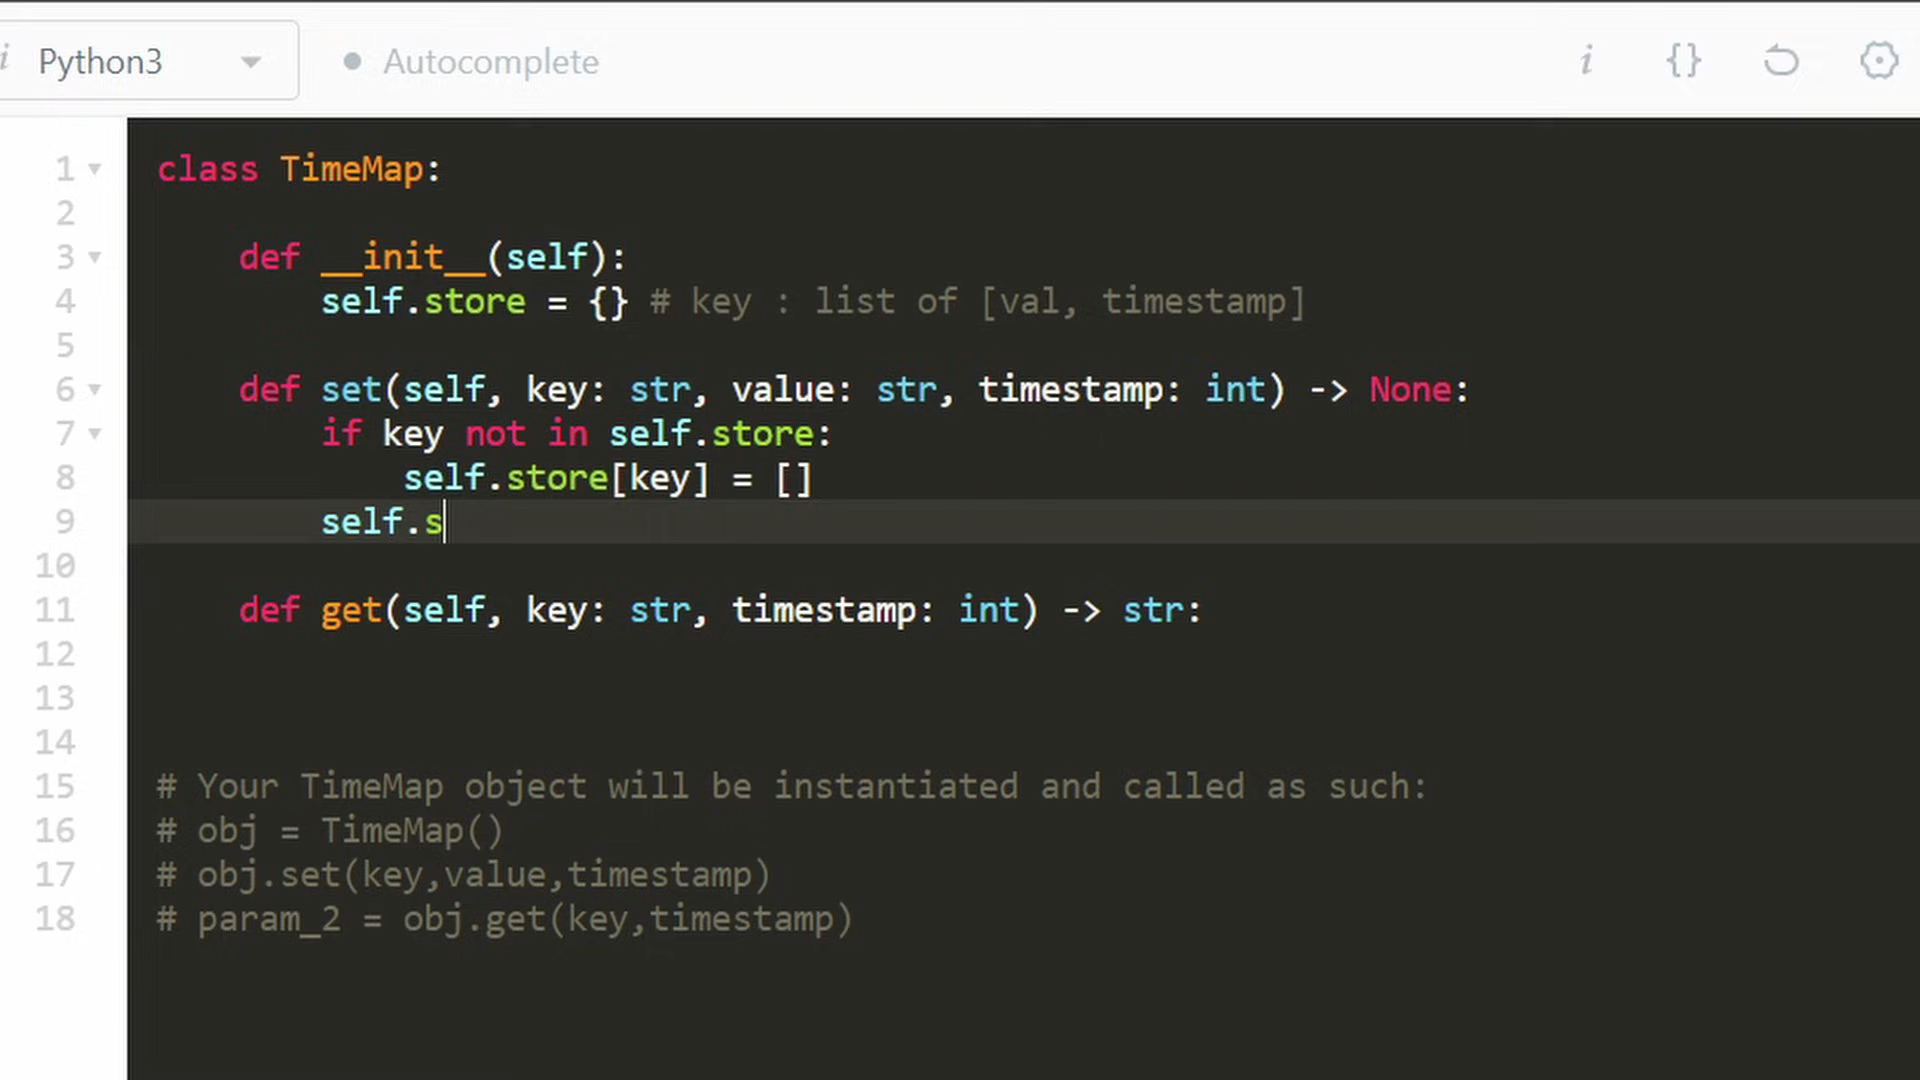 i Python3 Autocomplete i {}
1 class TimeMap:
2
3 def __init__(self):
4 self.store = {} # key : list of [val, timestamp]
5
6 def set(self, key: str, value: str, timestamp: int) -> None:
7 if key not in self.store:
8 self.store[key] = []
9 self.s
10
11 def get(self, key: str, timestamp: int) -> str:
12
13
14
15 # Your TimeMap object will be instantiated and called as such:
16 # obj = TimeMap()
17 # obj.set(key,value,timestamp)
18 # param_2 = obj.get(key,timestamp)